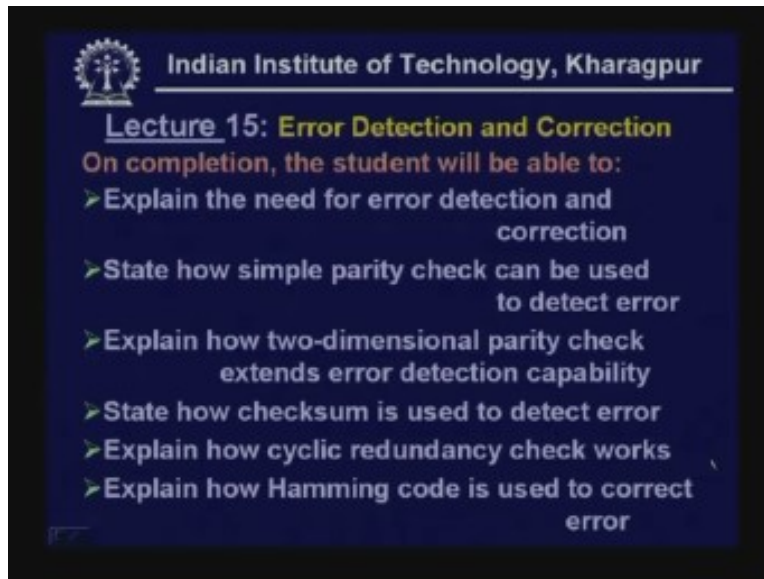 Indian Institute of Technology, Kharagpur
Lecture 15: Error Detection and Correction
On completion, the student will be able to:
➢Explain the need for error detection and
correction
➢State how simple parity check can be used
to detect error
➢Explain how two-dimensional parity check
extends error detection capability
➢State how checksum is used to detect error
➢Explain how cyclic redundancy check works
➢Explain how Hamming code is used to correct
error